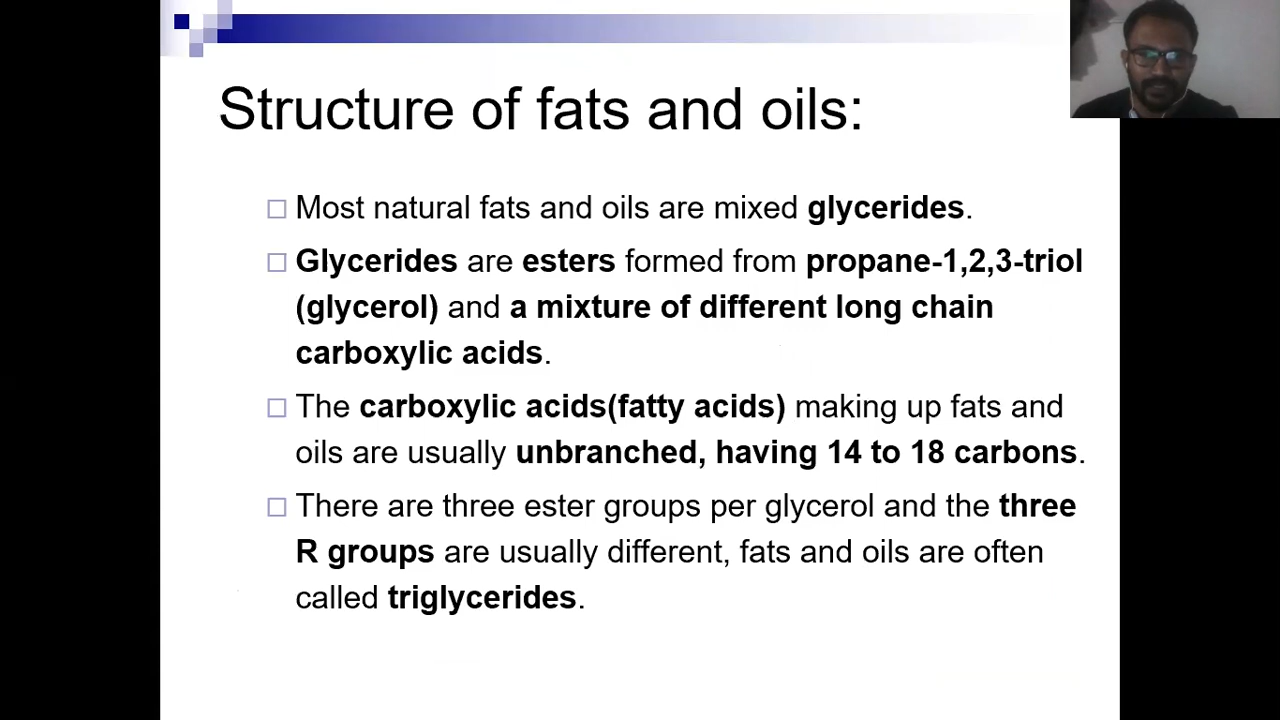 Structure of fats and oils:
Most natural fats and oils are mixed glycerides.
Glycerides are esters formed from propane-1,2,3-triol
(glycerol) and a mixture of different long chain
carboxylic acids.
The carboxylic acids(fatty acids) making up fats and
oils are usually unbranched, having 14 to 18 carbons.
There are three ester groups per glycerol and the three
R groups are usually different, fats and oils are often
called triglycerides.